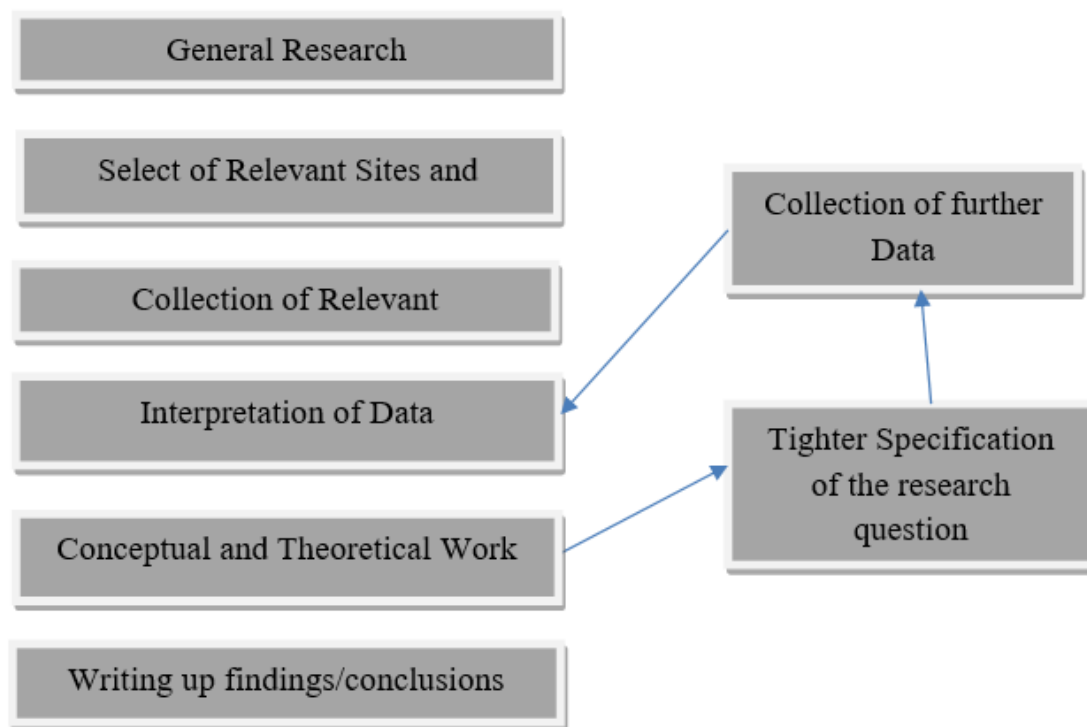 General Research
Select of Relevant Sites and
Collection of Relevant
Interpretation of Data
Conceptual and Theoretical Work
Writing up findings/conclusions
Collection of further
Data
Tighter Specification
of the research
question